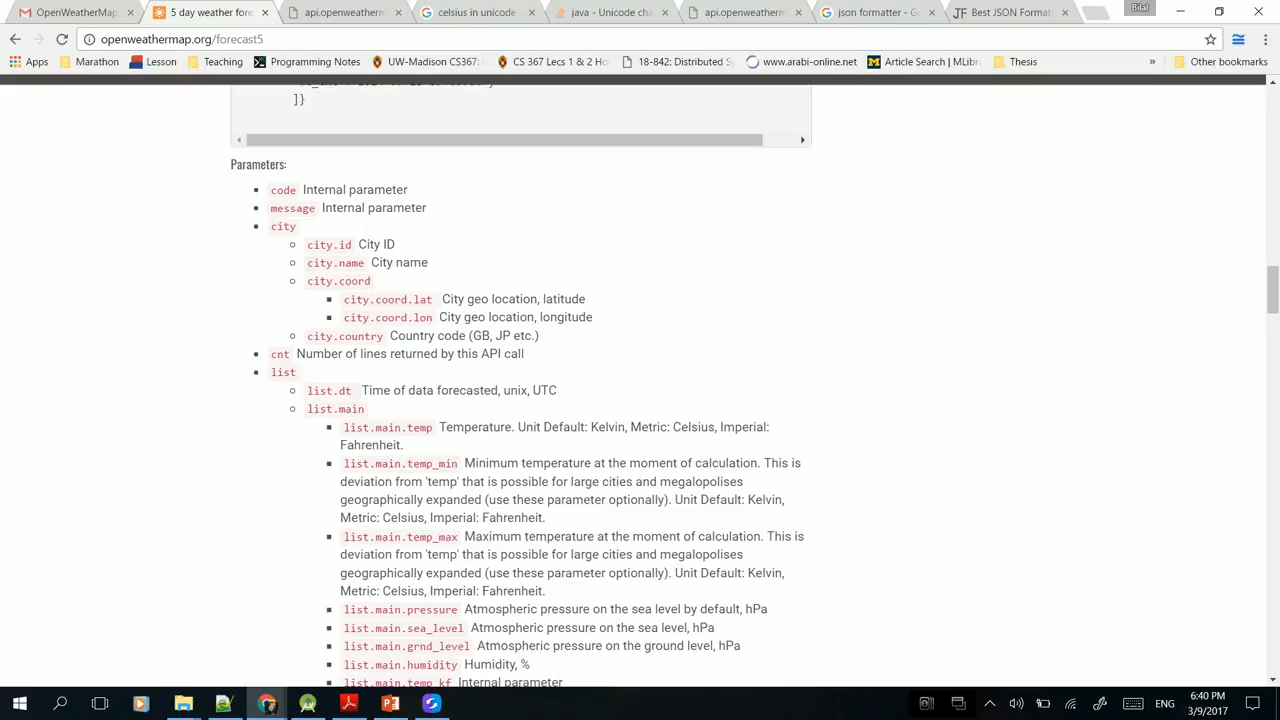 OpenWeatherMap
5 day weather fore
api.openweatherm
celsius in unicode
java - Unicode cha
api.openweatherm
json formatter - Go
JF Best JSON Formatt
Bilal
openweathermap.org/forecast5
Apps
Marathon
Lesson
Teaching
Programming Notes
UW-Madison CS367:
CS 367 Lecs 1 & 2 Ho
18-842: Distributed Sy
www.arabi-online.net
Article Search | MLibr
Thesis
»
Other bookmarks
]}
Parameters:
code Internal parameter
message Internal parameter
city
city.id City ID
city.name City name
city.coord
city.coord.lat City geo location, latitude
city.coord.lon City geo location, longitude
city.country Country code (GB, JP etc.)
cnt Number of lines returned by this API call
list
list.dt Time of data forecasted, unix, UTC
list.main
list.main.temp Temperature. Unit Default: Kelvin, Metric: Celsius, Imperial:
Fahrenheit.
list.main.temp_min Minimum temperature at the moment of calculation. This is
deviation from 'temp' that is possible for large cities and megalopolises
geographically expanded (use these parameter optionally). Unit Default: Kelvin,
Metric: Celsius, Imperial: Fahrenheit.
list.main.temp_max Maximum temperature at the moment of calculation. This is
deviation from 'temp' that is possible for large cities and megalopolises
geographically expanded (use these parameter optionally). Unit Default: Kelvin,
Metric: Celsius, Imperial: Fahrenheit.
list.main.pressure Atmospheric pressure on the sea level by default, hPa
list.main.sea_level Atmospheric pressure on the sea level, hPa
list.main.grnd_level Atmospheric pressure on the ground level, hPa
list.main.humidity Humidity, %
list.main.temp_kf Internal parameter
6:40 PM
3/9/2017